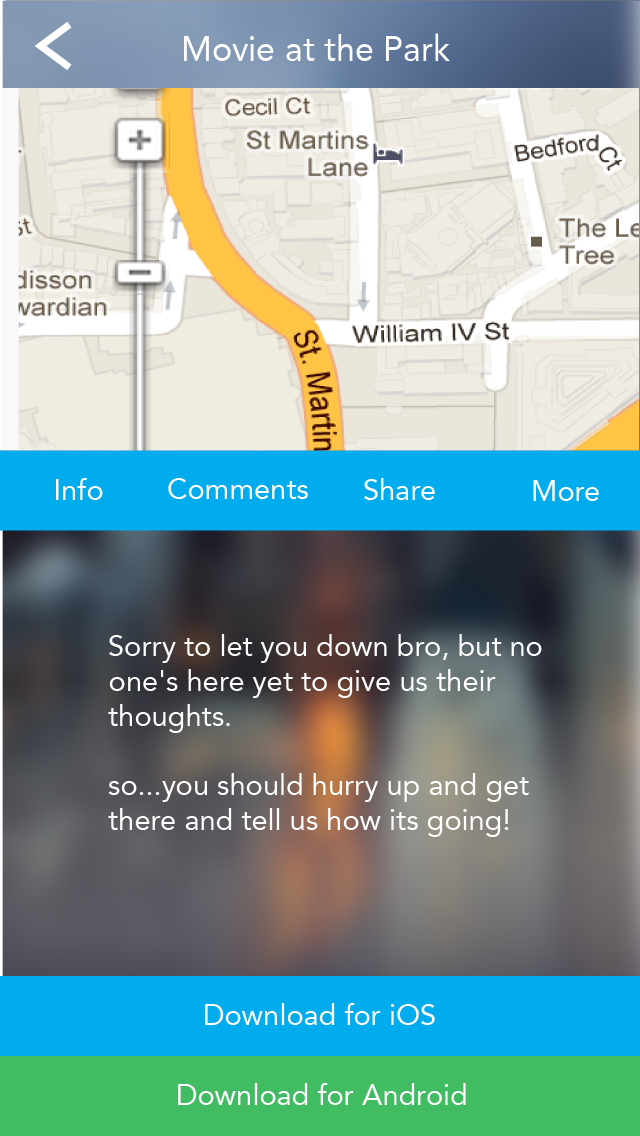 Movie at the Park
Cecil Ct
St Martins
Lane
Bedford Ct
St
The Le
Tree
disson
wardian
William IV St
St. Martin
Info Comments Share More
Sorry to let you down bro, but no
one's here yet to give us their
thoughts.
so...you should hurry up and get
there and tell us how its going!
Download for iOS
Download for Android